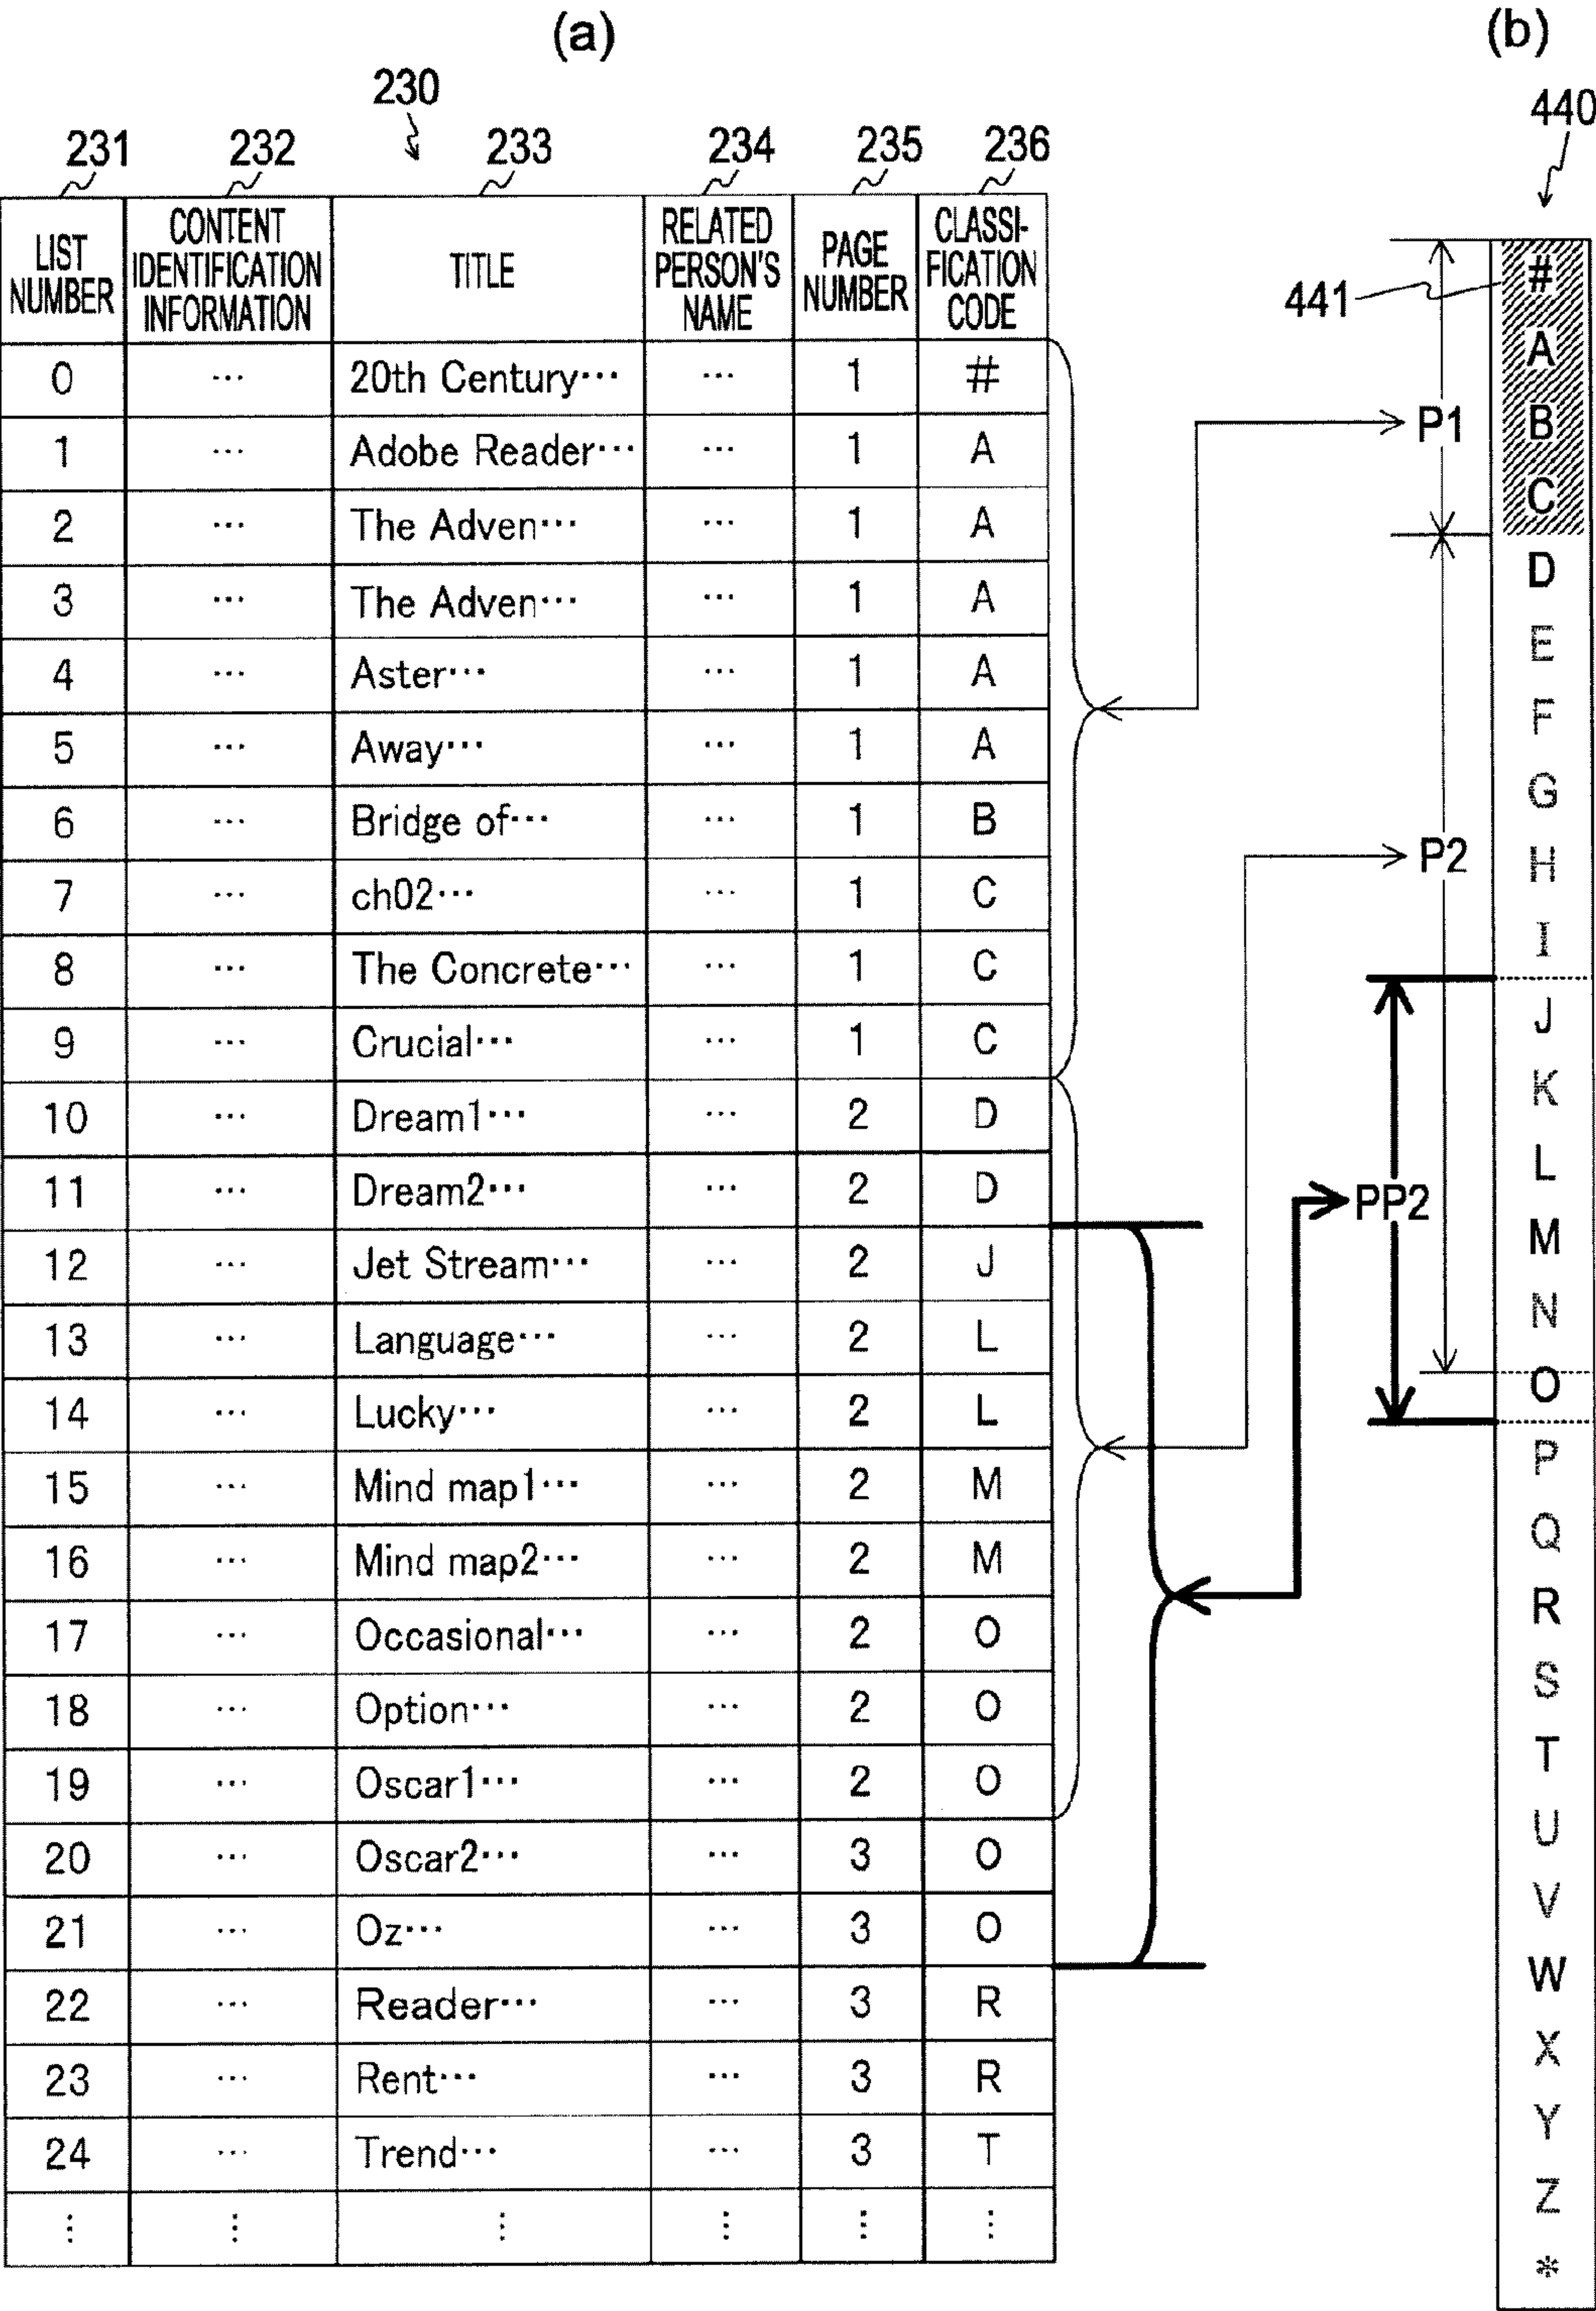 (a)
(b)
230
440
231 232 233 234 235 236
LIST NUMBER
CONTENT IDENTIFICATION INFORMATION
TITLE
RELATED PERSON'S NAME
PAGE NUMBER
CLASSI-FICATION CODE
0 ... 20th Century... ... 1 #
1 ... Adobe Reader... ... 1 A
2 ... The Adven... ... 1 A
3 ... The Adven... ... 1 A
4 ... Aster... ... 1 A
5 ... Away... ... 1 A
6 ... Bridge of... ... 1 B
7 ... ch02... ... 1 C
8 ... The Concrete... ... 1 C
9 ... Crucial... ... 1 C
10 ... Dream1... ... 2 D
11 ... Dream2... ... 2 D
12 ... Jet Stream... ... 2 J
13 ... Language... ... 2 L
14 ... Lucky... ... 2 L
15 ... Mind map1... ... 2 M
16 ... Mind map2... ... 2 M
17 ... Occasional... ... 2 O
18 ... Option... ... 2 O
19 ... Oscar1... ... 2 O
20 ... Oscar2... ... 3 O
21 ... Oz... ... 3 O
22 ... Reader... ... 3 R
23 ... Rent... ... 3 R
24 ... Trend... ... 3 T
⋮ ⋮ ⋮ ⋮ ⋮ ⋮
441
P1
P2
PP2
#
A
B
C
D
E
F
G
H
I
J
K
L
M
N
O
P
Q
R
S
T
U
V
W
X
Y
Z
*